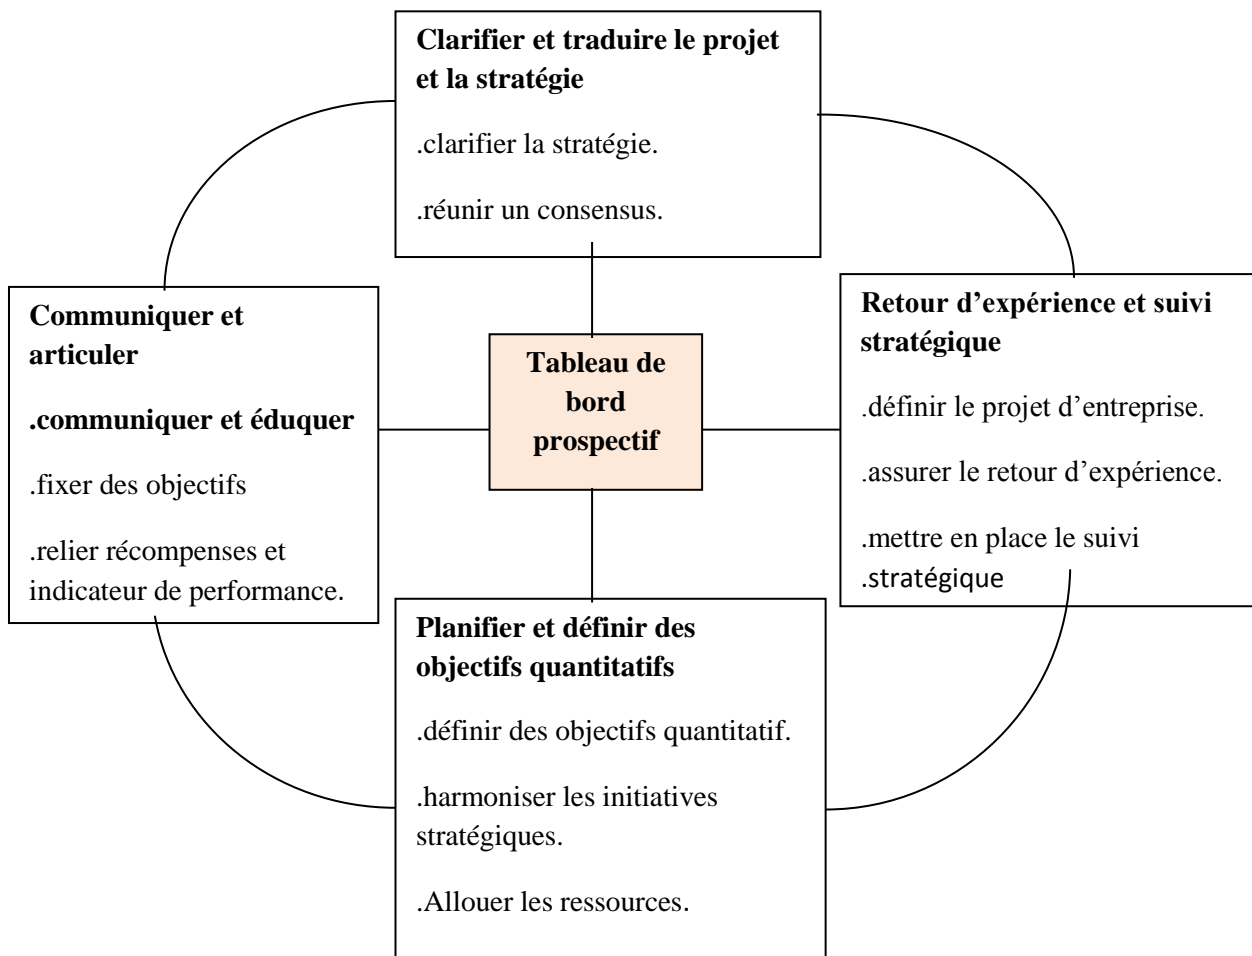 Clarifier et traduire le projet
et la stratégie
.clarifier la stratégie.
.réunir un consensus.
Communiquer et
articuler
.communiquer et éduquer
.fixer des objectifs
.relier récompenses et
indicateur de performance.
Tableau de
bord
prospectif
Retour d’expérience et suivi
stratégique
.définir le projet d’entreprise.
.assurer le retour d’expérience.
.mettre en place le suivi
.stratégique
Planifier et définir des
objectifs quantitatifs
.définir des objectifs quantitatif.
.harmoniser les initiatives
stratégiques.
.Allouer les ressources.